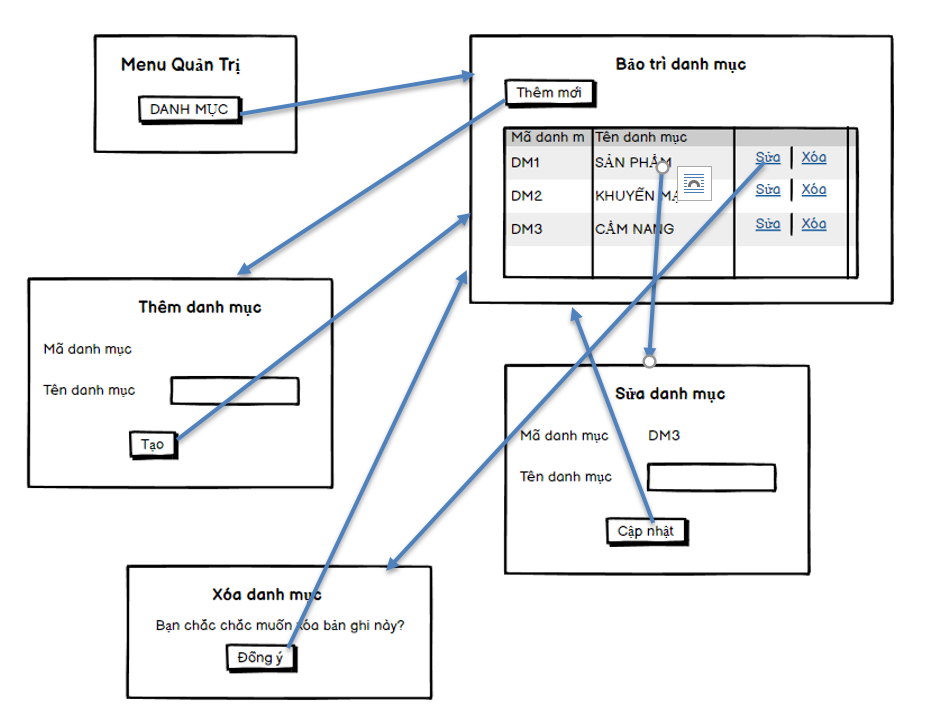 Menu Quản Trị
DANH MỤC
Bảo trì danh mục
Thêm mới
Mã danh m Tên danh mục
DM1 SẢN PHẨM Sửa Xóa
DM2 KHUYẾN Sửa Xóa
DM3 CẨM NANG Sửa Xóa
Thêm danh mục
Mã danh mục
Tên danh mục
Tạo
Sửa danh mục
Mã danh mục DM3
Tên danh mục
Cập nhật
Xóa danh mục
Bạn chắc chắc muốn xóa bản ghi này?
Đồng ý